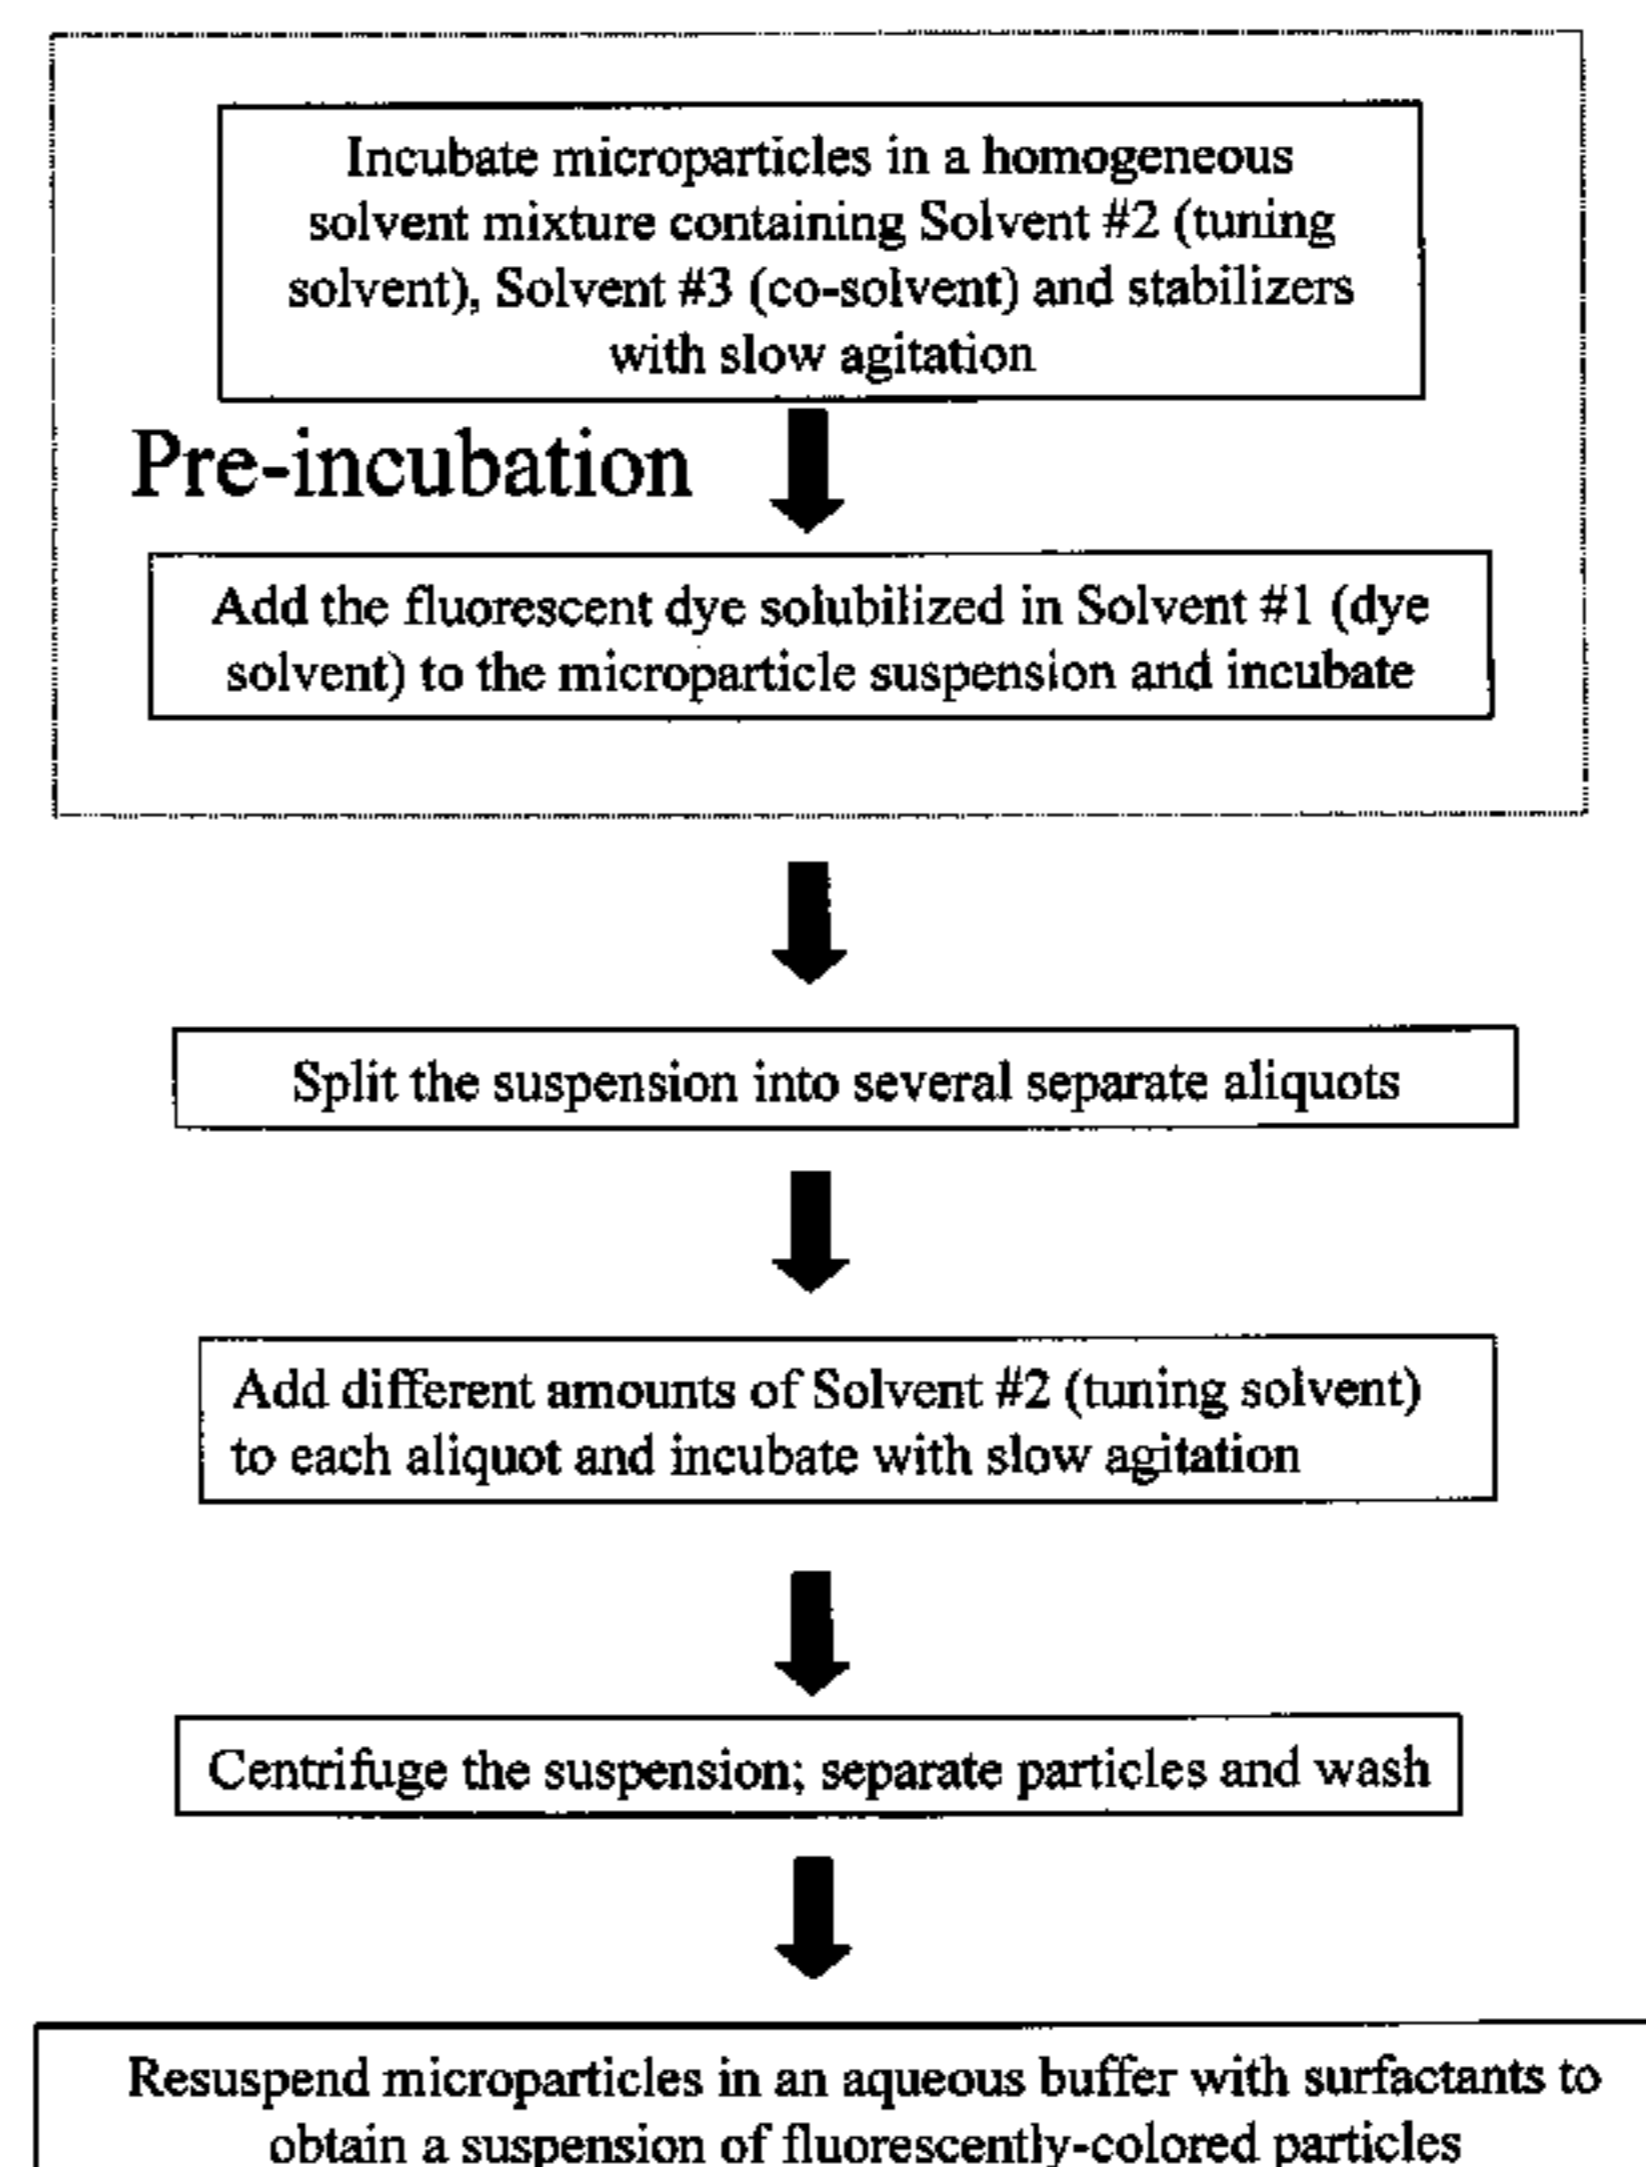 Incubate microparticles in a homogeneous
solvent mixture containing Solvent #2 (tuning
solvent), Solvent #3 (co-solvent) and stabilizers
with slow agitation
Pre-incubation
Add the fluorescent dye solubilized in Solvent #1 (dye
solvent) to the microparticle suspension and incubate
Split the suspension into several separate aliquots
Add different amounts of Solvent #2 (tuning solvent)
to each aliquot and incubate with slow agitation
Centrifuge the suspension; separate particles and wash
Resuspend microparticles in an aqueous buffer with surfactants to
obtain a suspension of fluorescently-colored particles